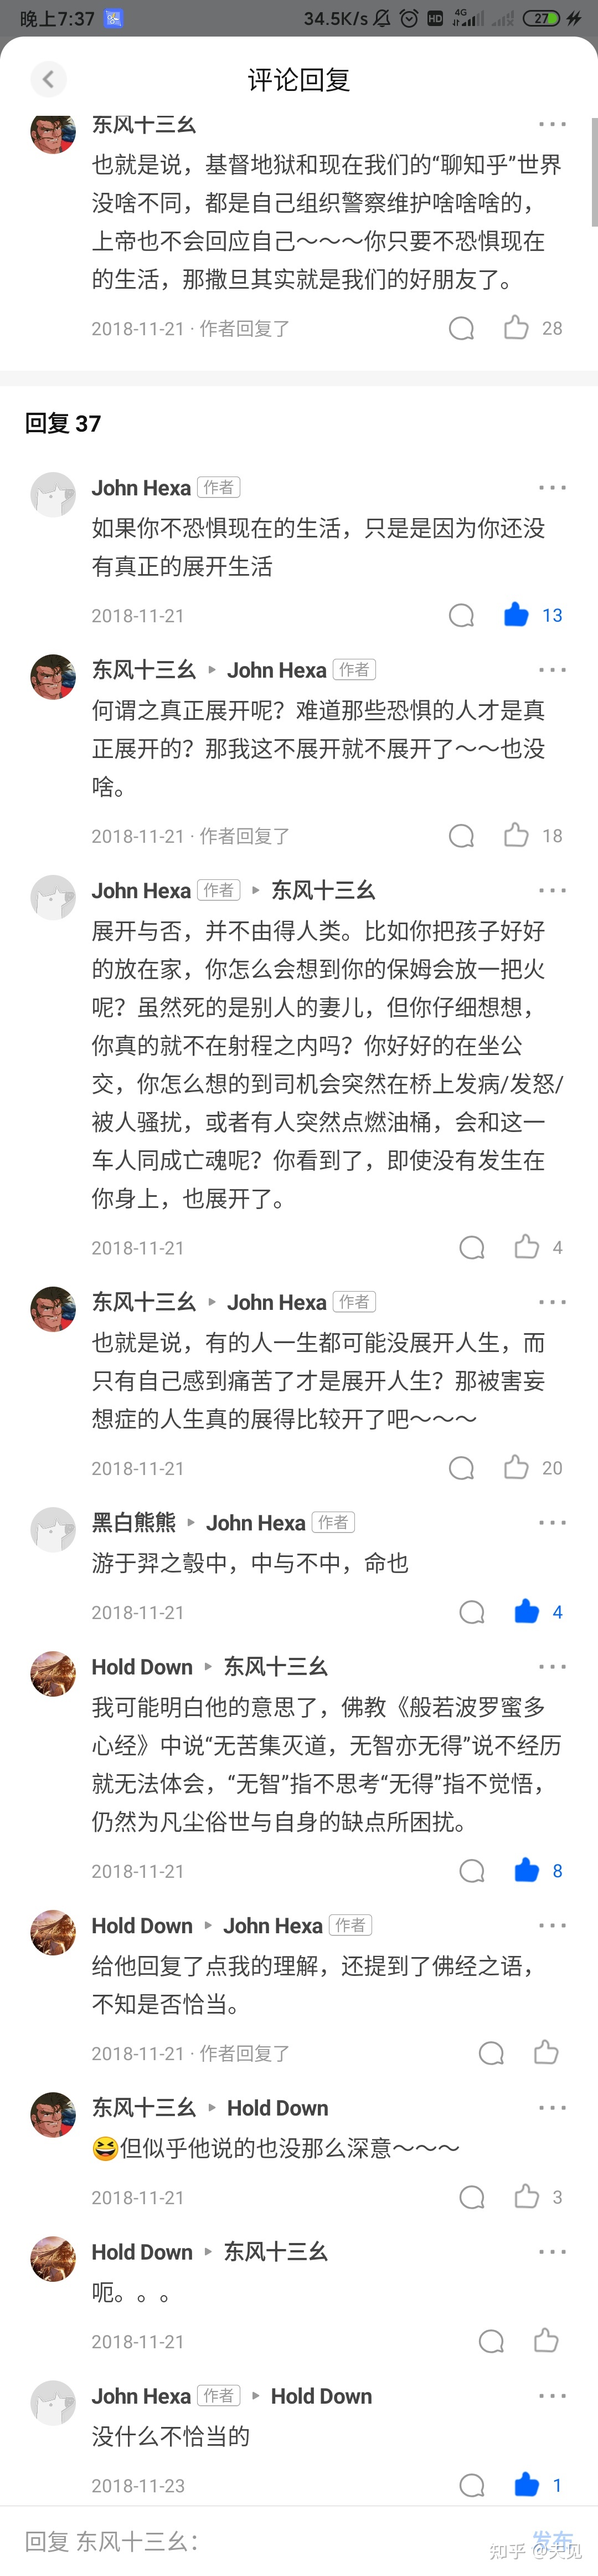 晚上7:37
34.5K/s
HD
4G
27
评论回复
东风十三幺
也就是说，基督地狱和现在我们的“聊知乎”世界
没啥不同，都是自己组织警察维护啥啥啥的，
上帝也不会回应自己～～～你只要不恐惧现在
的生活，那撒旦其实就是我们的好朋友了。
2018-11-21 · 作者回复了
28
回复 37
John Hexa 作者
如果你不恐惧现在的生活，只是是因为你还没
有真正的展开生活
2018-11-21
13
东风十三幺 ▸ John Hexa 作者
何谓之真正展开呢？难道那些恐惧的人才是真
正展开的？那我这不展开就不展开了～～也没
啥。
2018-11-21 · 作者回复了
18
John Hexa 作者 ▸ 东风十三幺
展开与否，并不由得人类。比如你把孩子好好
的放在家，你怎么会想到你的保姆会放一把火
呢？虽然死的是别人的妻儿，但你仔细想想，
你真的就不在射程之内吗？你好好的在坐公
交，你怎么想的到司机会突然在桥上发病/发怒/
被人骚扰，或者有人突然点燃油桶，会和这一
车人同成亡魂呢？你看到了，即使没有发生在
你身上，也展开了。
2018-11-21
4
东风十三幺 ▸ John Hexa 作者
也就是说，有的人一生都可能没展开人生，而
只有自己感到痛苦了才是展开人生？那被害妄
想症的人生真的展得比较开了吧～～～
2018-11-21
20
黑白熊熊 ▸ John Hexa 作者
游于羿之彀中，中与不中，命也
2018-11-21
4
Hold Down ▸ 东风十三幺
我可能明白他的意思了，佛教《般若波罗蜜多
心经》中说“无苦集灭道，无智亦无得”说不经历
就无法体会，“无智”指不思考“无得”指不觉悟，
仍然为凡尘俗世与自身的缺点所困扰。
2018-11-21
8
Hold Down ▸ John Hexa 作者
给他回复了点我的理解，还提到了佛经之语，
不知是否恰当。
2018-11-21 · 作者回复了
东风十三幺 ▸ Hold Down
😆但似乎他说的也没那么深意～～～
2018-11-21
3
Hold Down ▸ 东风十三幺
呃。。。
2018-11-21
John Hexa 作者 ▸ Hold Down
没什么不恰当的
2018-11-23
1
回复 东风十三幺：
发布
知乎 @天见